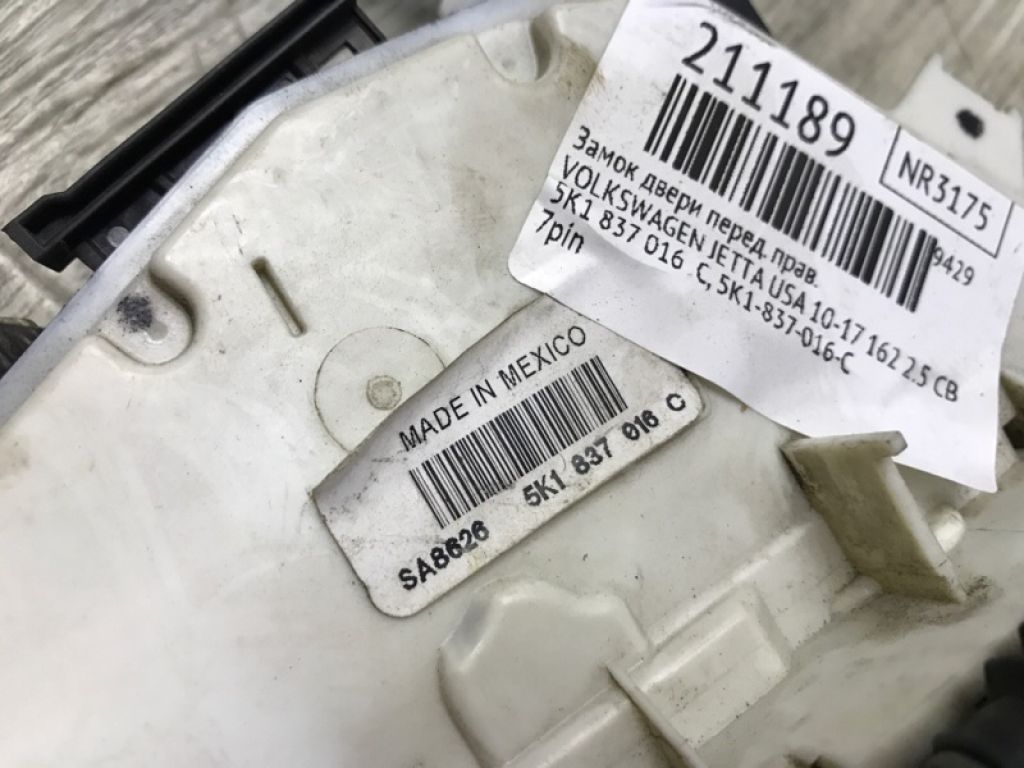 211189
NR3175
9429
Замок двери перед. прав.
VOLKSWAGEN JETTA USA 10-17 162 2.5 CB
5K1 837 016 C, 5K1-837-016-C
7pin
MADE IN MEXICO
SA8626 5K1 837 016 C